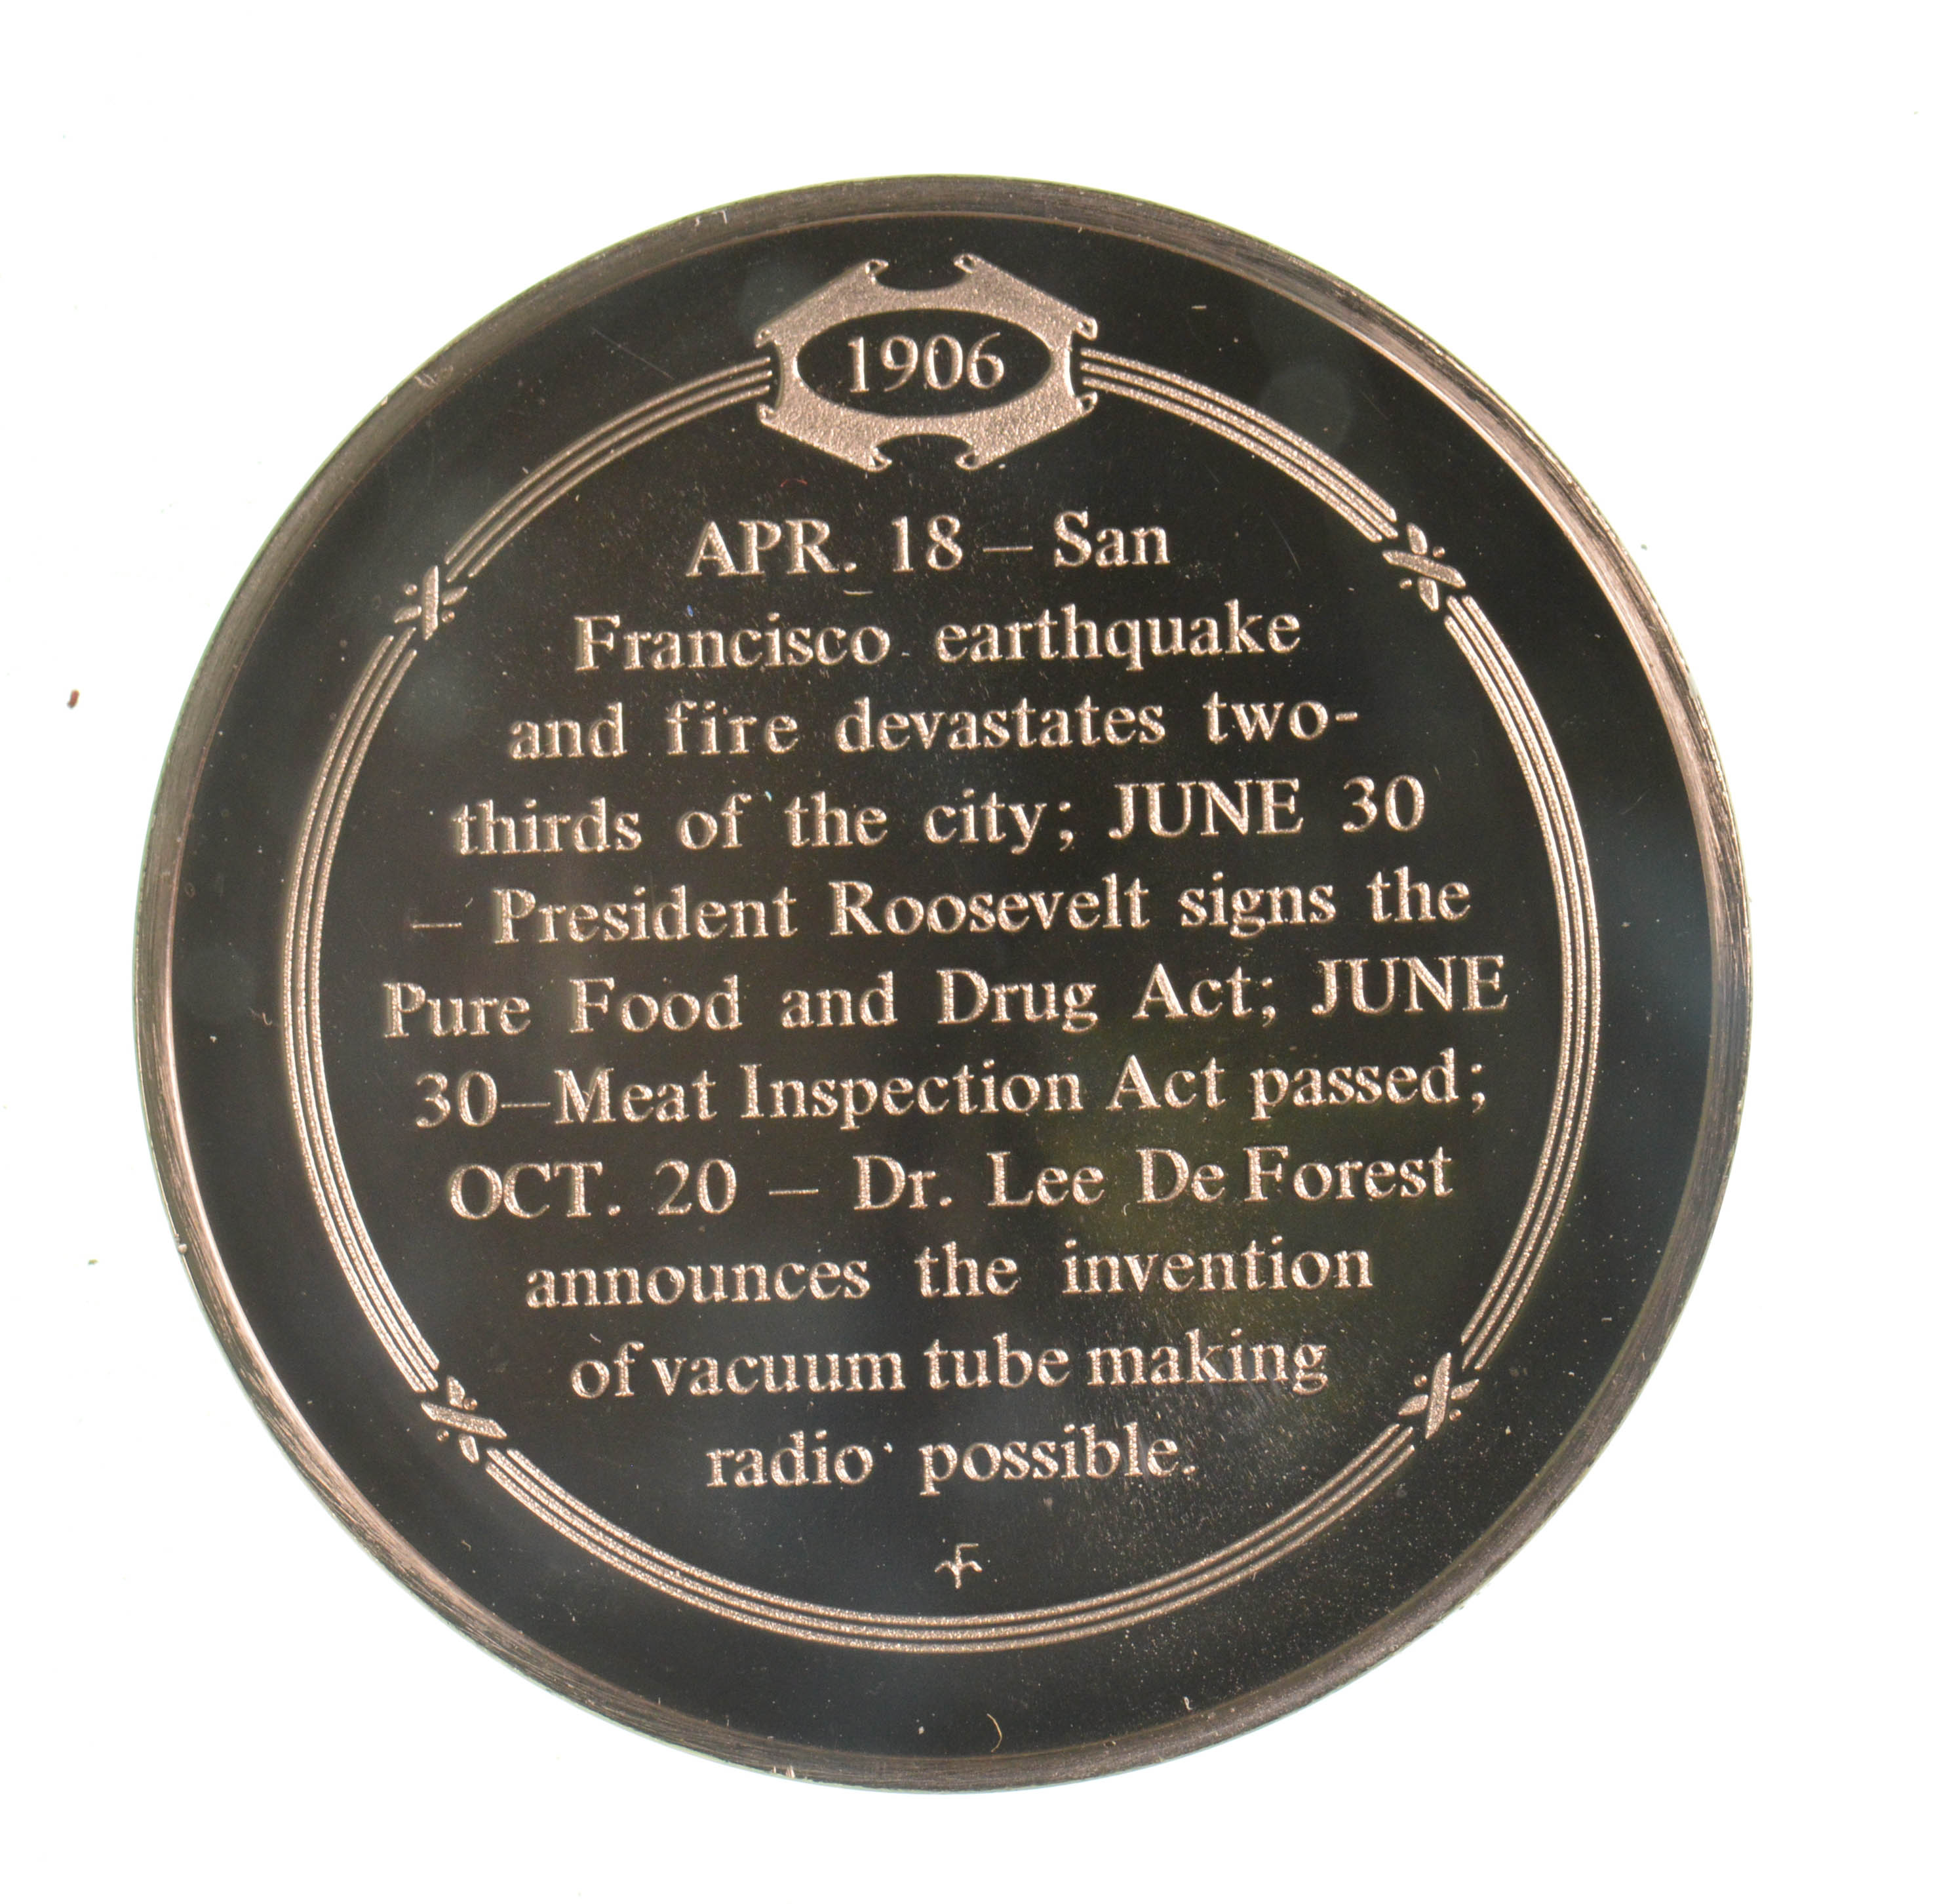 1906
APR. 18 – San
Francisco earthquake
and fire devastates two-
thirds of the city; JUNE 30
– President Roosevelt signs the
Pure Food and Drug Act; JUNE
30–Meat Inspection Act passed;
OCT. 20 – Dr. Lee De Forest
announces the invention
of vacuum tube making
radio possible.